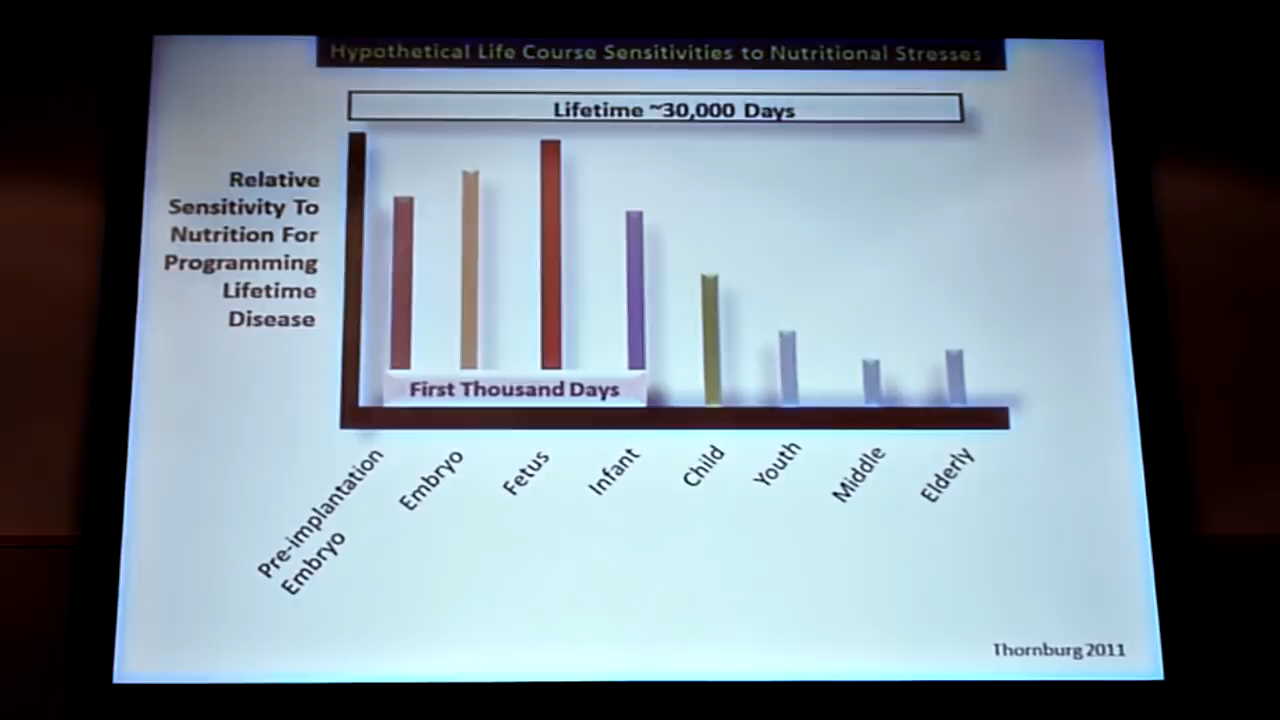 Hypothetical Life Course Sensitivities to Nutritional Stresses
Lifetime ~30,000 Days
Relative
Sensitivity To
Nutrition For
Programming
Lifetime
Disease
First Thousand Days
Pre-implantation
Embryo
Embryo
Fetus
Infant
Child
Youth
Middle
Elderly
Thornburg 2011